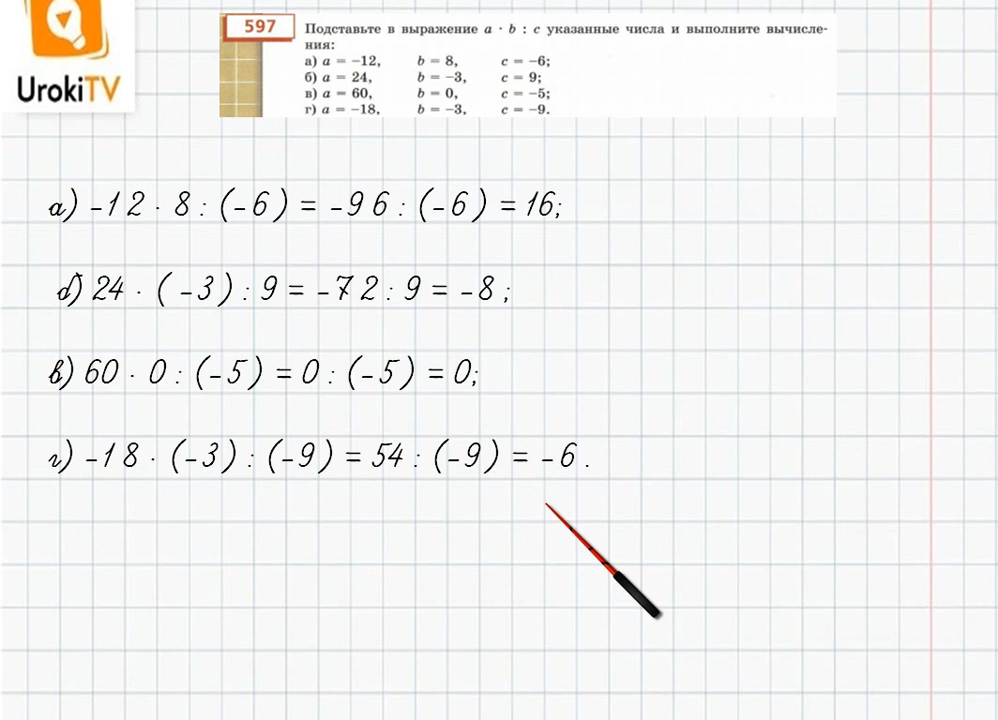 UrokiTV
597
Подставьте в выражение a · b : c указанные числа и выполните вычисле-
ния:
а) a = −12, b = 8, c = −6;
б) a = 24, b = −3, c = 9;
в) a = 60, b = 0, c = −5;
г) a = −18, b = −3, c = −9.
а) -12 · 8 : (-6) = -96 : (-6) = 16;
б) 24 · (-3) : 9 = -72 : 9 = -8;
в) 60 · 0 : (-5) = 0 : (-5) = 0;
г) -18 · (-3) : (-9) = 54 : (-9) = -6.